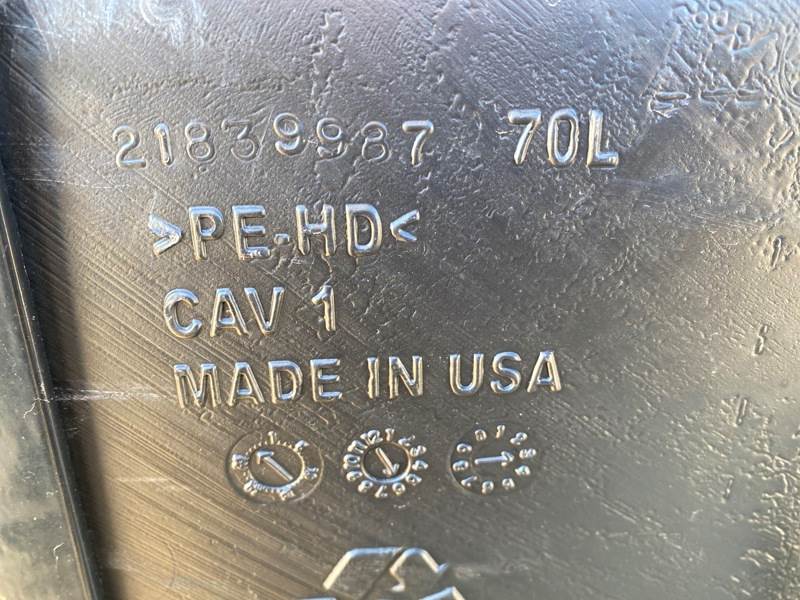 21839987 70L
>PE-HD<
CAV 1
MADE IN USA